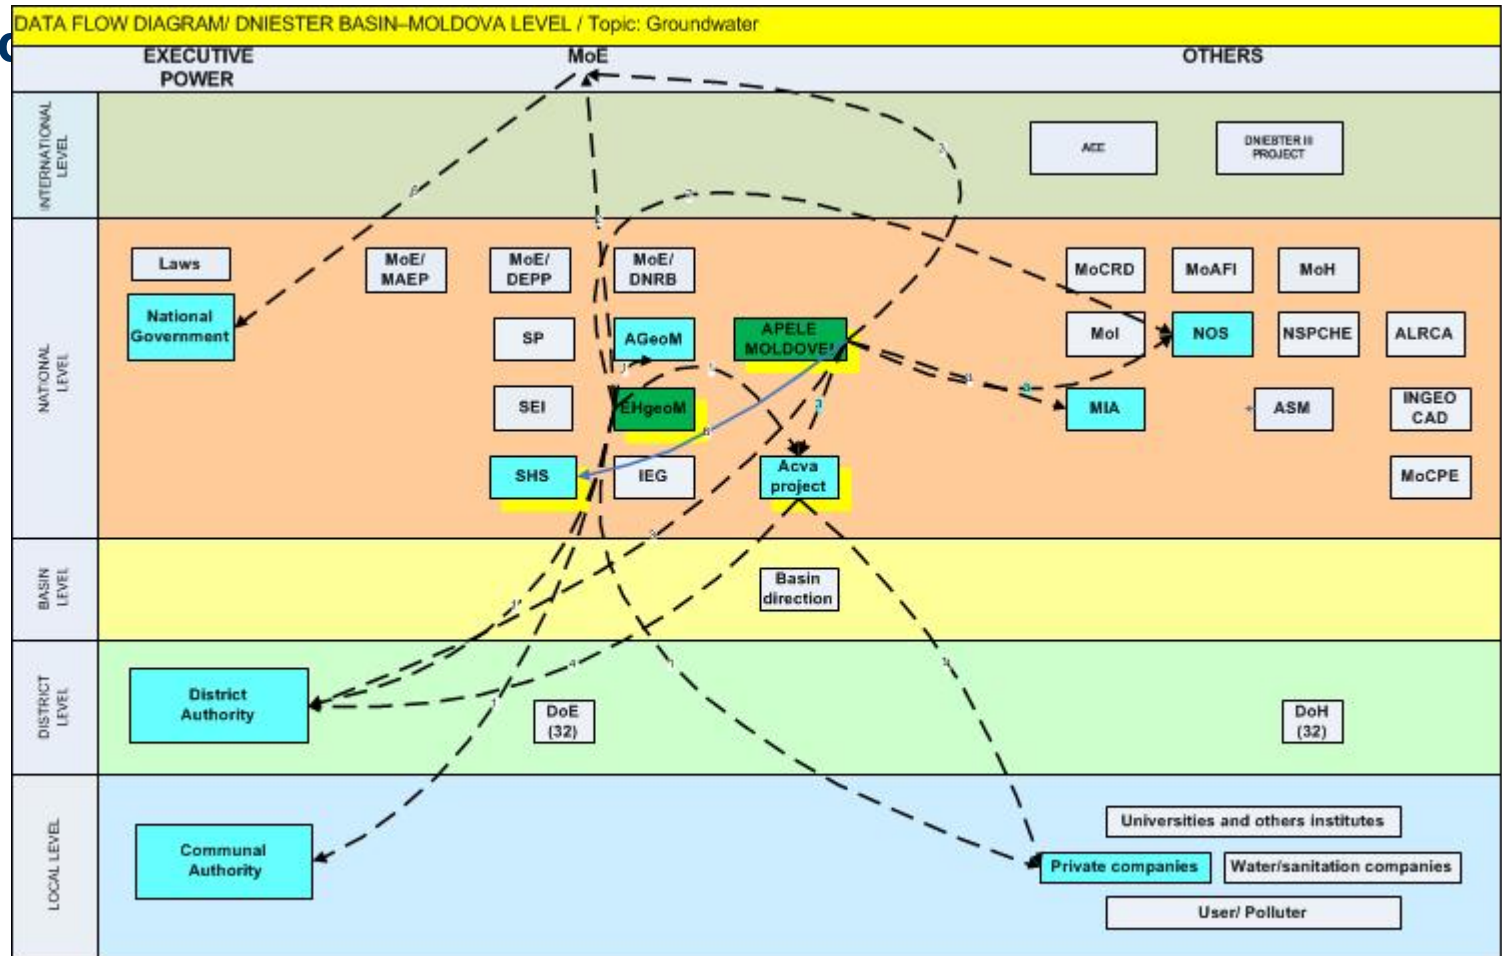 DATA FLOW DIAGRAM/ DNIESTER BASIN–MOLDOVA LEVEL / Topic: Groundwater
EXECUTIVE
POWER
MoE
OTHERS
INTERNATIONAL
LEVEL
AEE
DNIESTER III
PROJECT
NATIONAL
LEVEL
Laws
MoE/
MAEP
MoE/
DEPP
MoE/
DNRB
MoCRD
MoAFI
MoH
National
Government
SP
AGeoM
APELE
MOLDOVEI
MoI
NOS
NSPCHE
ALRCA
SEI
EHgeoM
MIA
ASM
INGEO
CAD
SHS
IEG
Acva
project
MoCPE
BASIN
LEVEL
Basin
direction
DISTRICT
LEVEL
District
Authority
DoE
(32)
DoH
(32)
LOCAL LEVEL
Communal
Authority
Universities and others institutes
Private companies
Water/sanitation companies
User/ Polluter